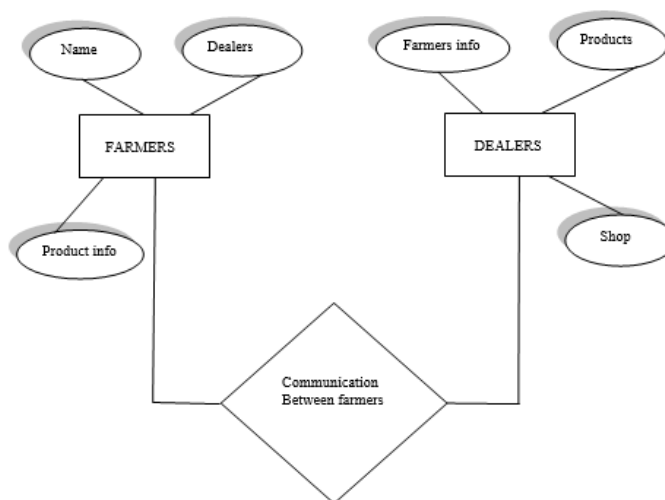 Name
Dealers
Farmers info
Products
FARMERS
DEALERS
Product info
Shop
Communication
Between farmers